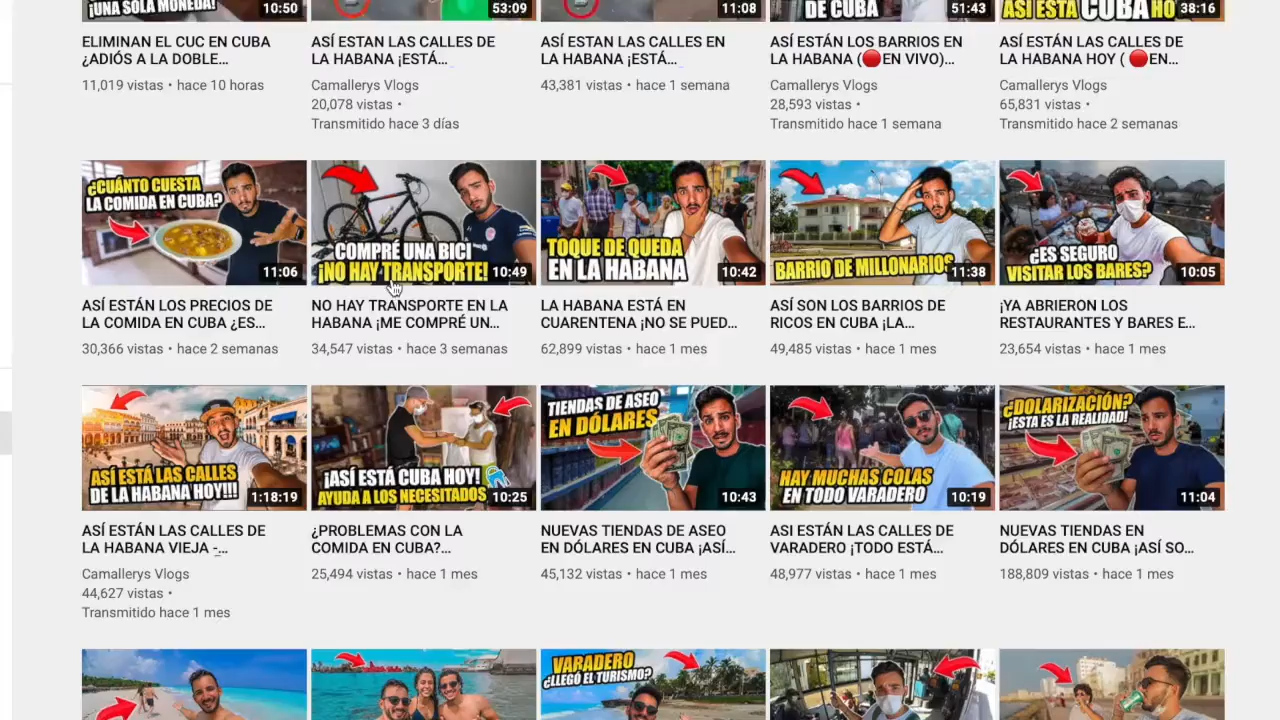 ¡UNA SOLA MONEDA!
10:50
53:09
11:08
DE CUBA
51:43
ASÍ ESTA CUBA HO
38:16
ELIMINAN EL CUC EN CUBA
¿ADIÓS A LA DOBLE...
11,019 vistas • hace 10 horas
ASÍ ESTAN LAS CALLES DE
LA HABANA ¡ESTÁ...
Camallerys Vlogs
20,078 vistas •
Transmitido hace 3 días
ASÍ ESTAN LAS CALLES EN
LA HABANA ¡ESTÁ...
43,381 vistas • hace 1 semana
ASÍ ESTÁN LOS BARRIOS EN
LA HABANA (🔴EN VIVO)...
Camallerys Vlogs
28,593 vistas •
Transmitido hace 1 semana
ASÍ ESTÁN LAS CALLES DE
LA HABANA HOY ( 🔴EN...
Camallerys Vlogs
65,831 vistas •
Transmitido hace 2 semanas
¿CUÁNTO CUESTA
LA COMIDA EN CUBA?
11:06
ASÍ ESTÁN LOS PRECIOS DE
LA COMIDA EN CUBA ¿ES...
30,366 vistas • hace 2 semanas
COMPRÉ UNA BICI
¡NO HAY TRANSPORTE!
10:49
NO HAY TRANSPORTE EN LA
HABANA ¡ME COMPRÉ UN...
34,547 vistas • hace 3 semanas
TOQUE DE QUEDA
EN LA HABANA
10:42
LA HABANA ESTÁ EN
CUARENTENA ¡NO SE PUED...
62,899 vistas • hace 1 mes
BARRIO DE MILLONARIOS
11:38
ASÍ SON LOS BARRIOS DE
RICOS EN CUBA ¡LA...
49,485 vistas • hace 1 mes
¿ES SEGURO
VISITAR LOS BARES?
10:05
¡YA ABRIERON LOS
RESTAURANTES Y BARES E...
23,654 vistas • hace 1 mes
ASÍ ESTÁ LAS CALLES
DE LA HABANA HOY!!!
1:18:19
ASÍ ESTÁN LAS CALLES DE
LA HABANA VIEJA -...
Camallerys Vlogs
44,627 vistas •
Transmitido hace 1 mes
¡ASÍ ESTÁ CUBA HOY!
AYUDA A LOS NECESITADOS
10:25
¿PROBLEMAS CON LA
COMIDA EN CUBA?...
25,494 vistas • hace 1 mes
TIENDAS DE ASEO
EN DÓLARES
10:43
NUEVAS TIENDAS DE ASEO
EN DÓLARES EN CUBA ¡ASÍ...
45,132 vistas • hace 1 mes
HAY MUCHAS COLAS
EN TODO VARADERO
10:19
ASI ESTÁN LAS CALLES DE
VARADERO ¡TODO ESTÁ...
48,977 vistas • hace 1 mes
¿DOLARIZACIÓN?
¡ESTA ES LA REALIDAD!
11:04
NUEVAS TIENDAS EN
DÓLARES EN CUBA ¡ASÍ SO...
188,809 vistas • hace 1 mes
VARADERO
¿LLEGÓ EL TURISMO?